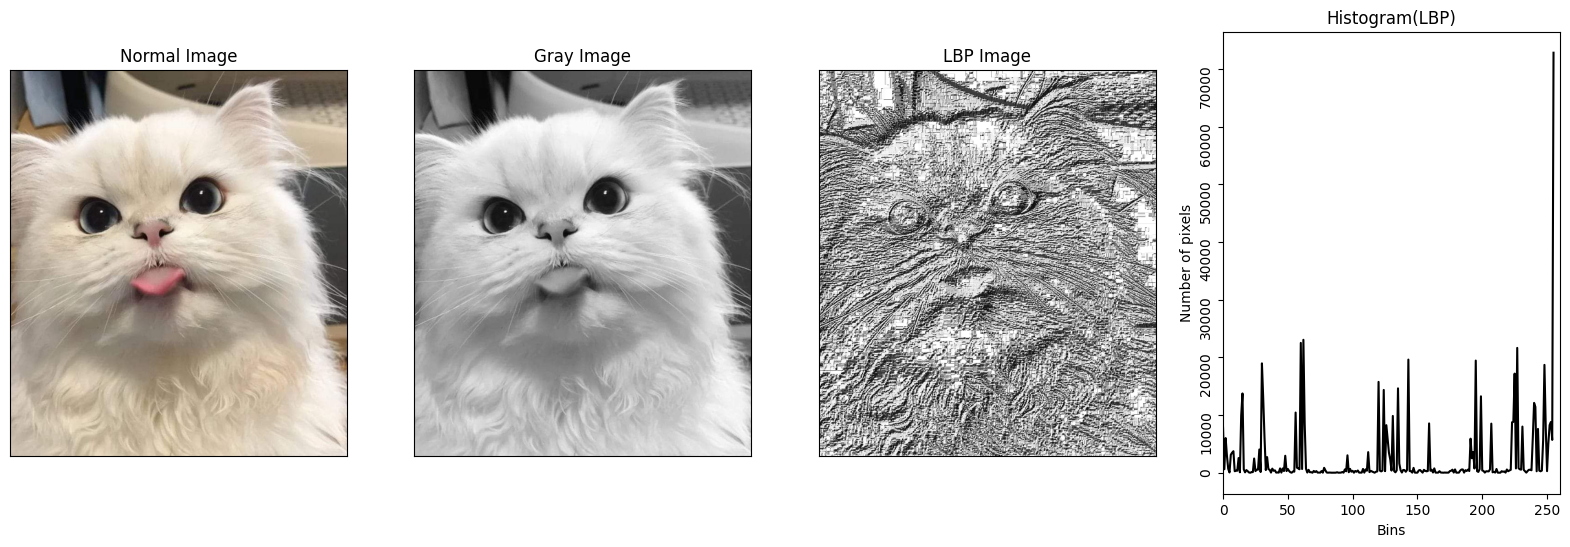 Normal Image
Gray Image
LBP Image
Histogram(LBP)
Number of pixels
70000
60000
50000
40000
30000
20000
10000
0
0 50 100 150 200 250
Bins